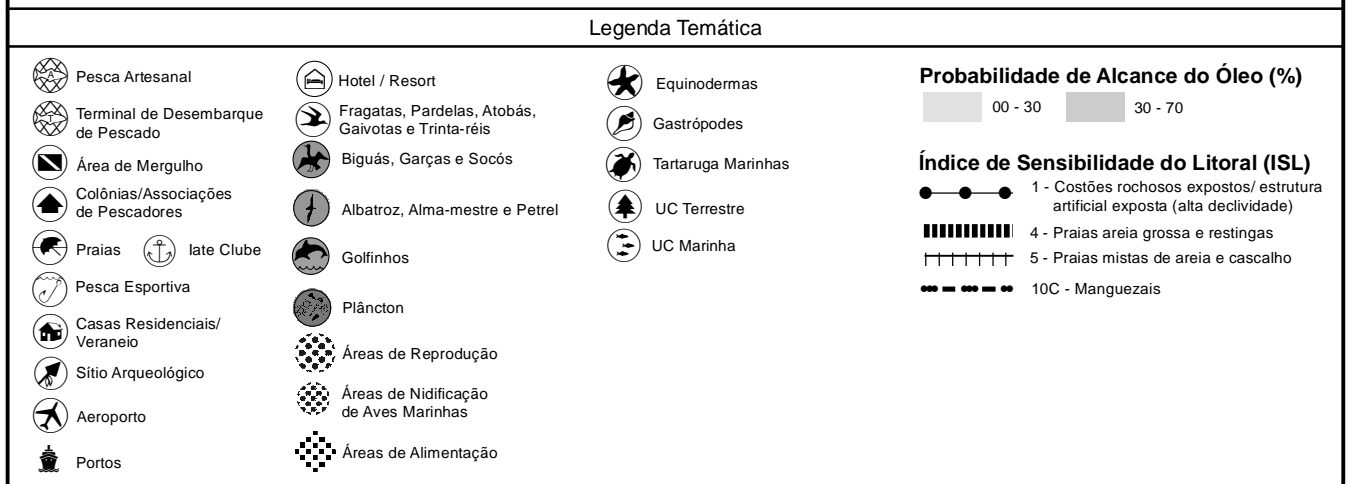 Legenda Temática
A
Pesca Artesanal
T
Terminal de Desembarque
de Pescado
Área de Mergulho
Colônias/Associações
de Pescadores
Praias
Iate Clube
Pesca Esportiva
Casas Residenciais/
Veraneio
Sítio Arqueológico
Aeroporto
Portos
Hotel / Resort
Fragatas, Pardelas, Atobás,
Gaivotas e Trinta-réis
Biguás, Garças e Socós
Albatroz, Alma-mestre e Petrel
Golfinhos
Plâncton
Áreas de Reprodução
Áreas de Nidificação
de Aves Marinhas
Áreas de Alimentação
Equinodermas
Gastrópodes
Tartaruga Marinhas
UC Terrestre
UC Marinha
Probabilidade de Alcance do Óleo (%)
00 - 30
30 - 70
Índice de Sensibilidade do Litoral (ISL)
1 - Costões rochosos expostos/ estrutura
artificial exposta (alta declividade)
4 - Praias areia grossa e restingas
5 - Praias mistas de areia e cascalho
10C - Manguezais